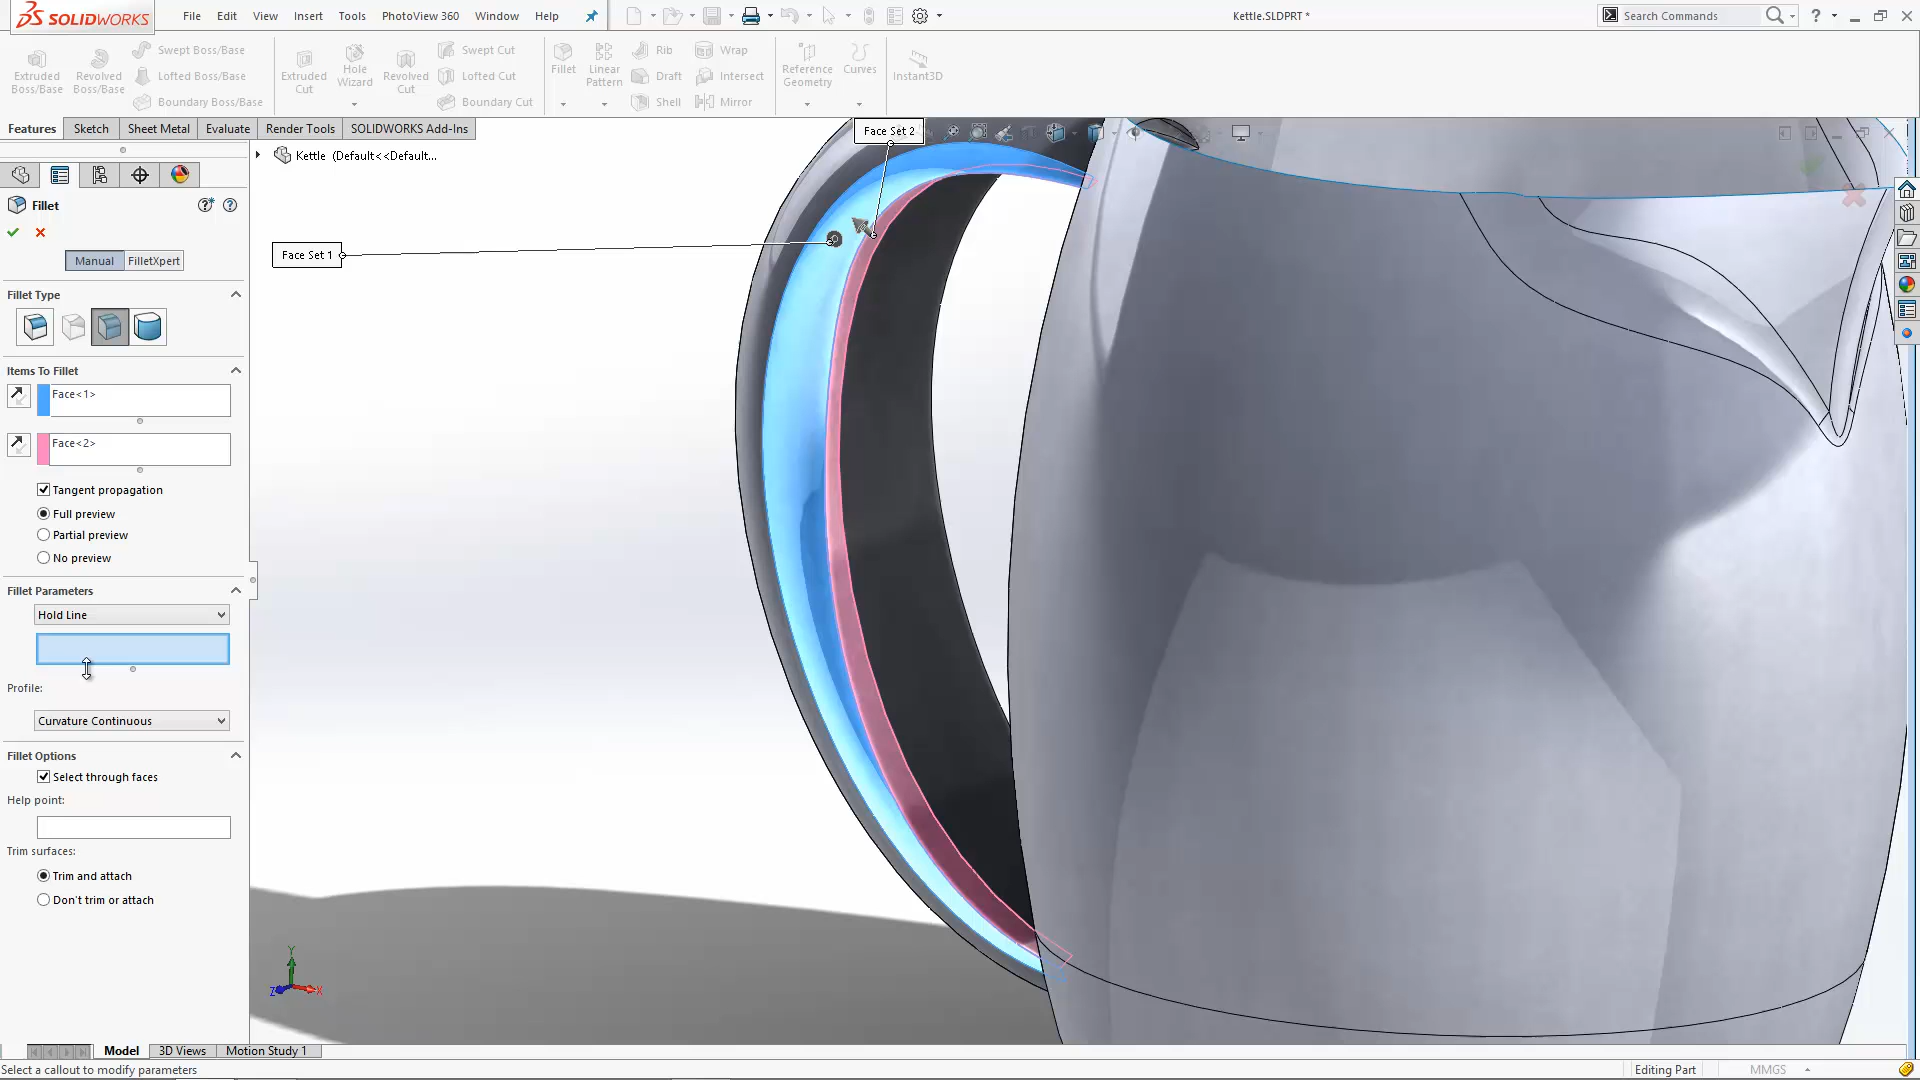 SOLIDWORKS
File Edit View Insert Tools PhotoView 360 Window Help
Kettle.SLDPRT *
Search Commands
Extruded Boss/Base
Revolved Boss/Base
Swept Boss/Base
Lofted Boss/Base
Boundary Boss/Base
Extruded Cut
Hole Wizard
Revolved Cut
Swept Cut
Lofted Cut
Boundary Cut
Fillet
Linear Pattern
Rib
Draft
Shell
Wrap
Intersect
Mirror
Reference Geometry
Curves
Instant3D
Features Sketch Sheet Metal Evaluate Render Tools SOLIDWORKS Add-Ins
Kettle (Default<<Default...
Face Set 2
Face Set 1
Fillet
Manual FilletXpert
Fillet Type
Items To Fillet
Face<1>
Face<2>
Tangent propagation
Full preview
Partial preview
No preview
Fillet Parameters
Hold Line
Profile:
Curvature Continuous
Fillet Options
Select through faces
Help point:
Trim surfaces:
Trim and attach
Don't trim or attach
Y
Z X
Model 3D Views Motion Study 1
Select a callout to modify parameters
Editing Part
MMGS